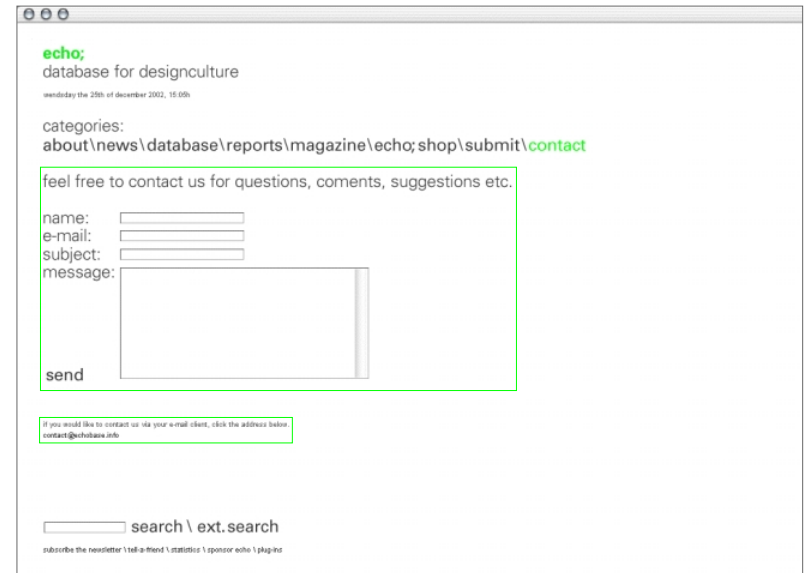 echo;
database for designculture
wendsday the 25th of december 2002, 15:05h
categories:
about\news\database\reports\magazine\echo;shop\submit\contact
feel free to contact us for questions, coments, suggestions etc.
name:
e-mail:
subject:
message:
send
if you would like to contact us via your e-mail client, click the address below.
contact@echobase.info
search \ ext.search
subscribe the newsletter \ tell-a-friend \ statistics \ sponsor echo \ plug-ins